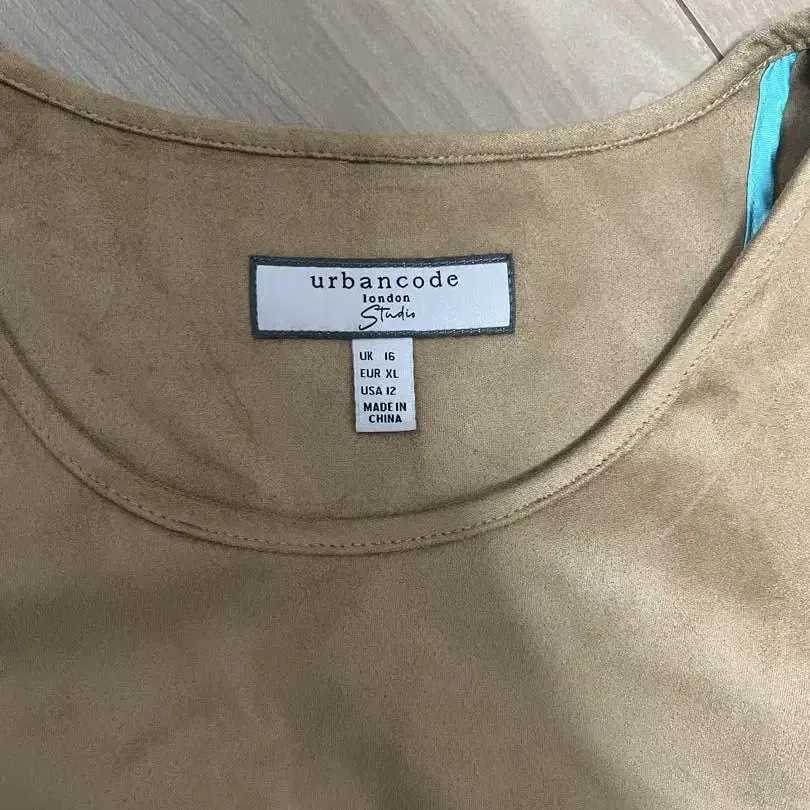 urbancode
london
Studio
UK 16
EUR XL
USA 12
MADE IN
CHINA